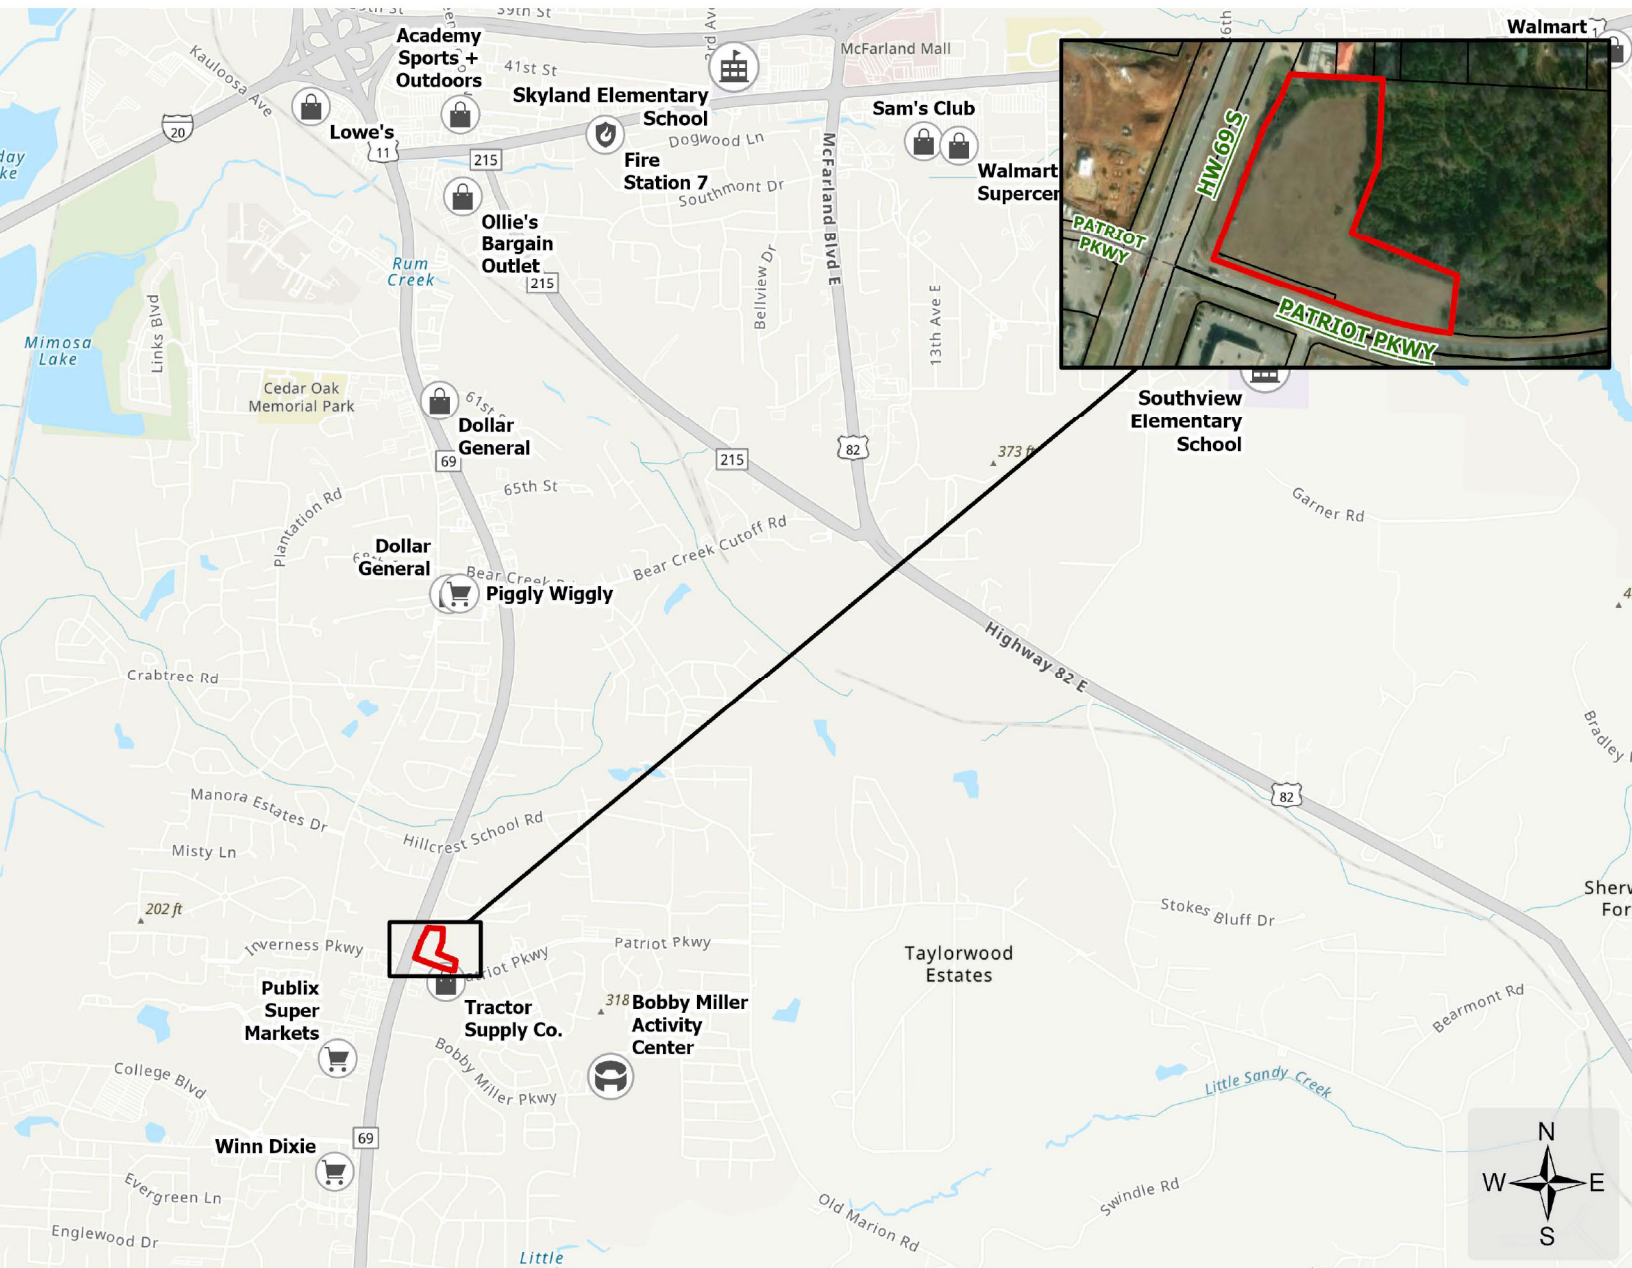 39th St
Walmart
Academy
Sports +
Outdoors
McFarland Mall
41st St
Kauloosa Ave
Skyland Elementary
School
Sam's Club
HW 69 S
20
Lowe's
11
Dogwood Ln
215
Fire
Station 7
Walmart
McFarland Blvd E
Southmont Dr
Ollie's
Bargain
Outlet
PATRIOT
PKWY
Rum
Creek
215
Bellview Dr
13th Ave E
PATRIOT PKWY
Mimosa
Lake
Links Blvd
Cedar Oak
Memorial Park
Southview
Elementary
School
Dollar
General
69
215
82
373 ft
65th St
Plantation Rd
Garner Rd
Bear Creek Cutoff Rd
Dollar
General
Bear Creek
Piggly Wiggly
Highway 82 E
Crabtree Rd
Bradley
82
Manora Estates Dr
Hillcrest School Rd
Misty Ln
202 ft
Stokes Bluff Dr
Inverness Pkwy
Patriot Pkwy
Taylorwood
Estates
Publix
Super
Markets
Tractor
Supply Co.
318
Bobby Miller
Activity
Center
Bearmont Rd
College Blvd
Bobby Miller Pkwy
Little Sandy Creek
Winn Dixie
69
N
W E
S
Evergreen Ln
Swindle Rd
Old Marion Rd
Englewood Dr
Little